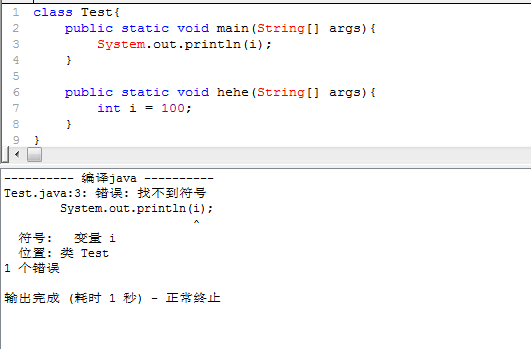 1 class Test{
2     public static void main(String[] args){
3         System.out.println(i);
4     }
5
6     public static void hehe(String[] args){
7         int i = 100;
8     }
9 }
---------- 编译java ----------
Test.java:3: 错误: 找不到符号
        System.out.println(i);
                           ^
  符号:   变量 i
  位置: 类 Test
1 个错误
输出完成 (耗时 1 秒) - 正常终止